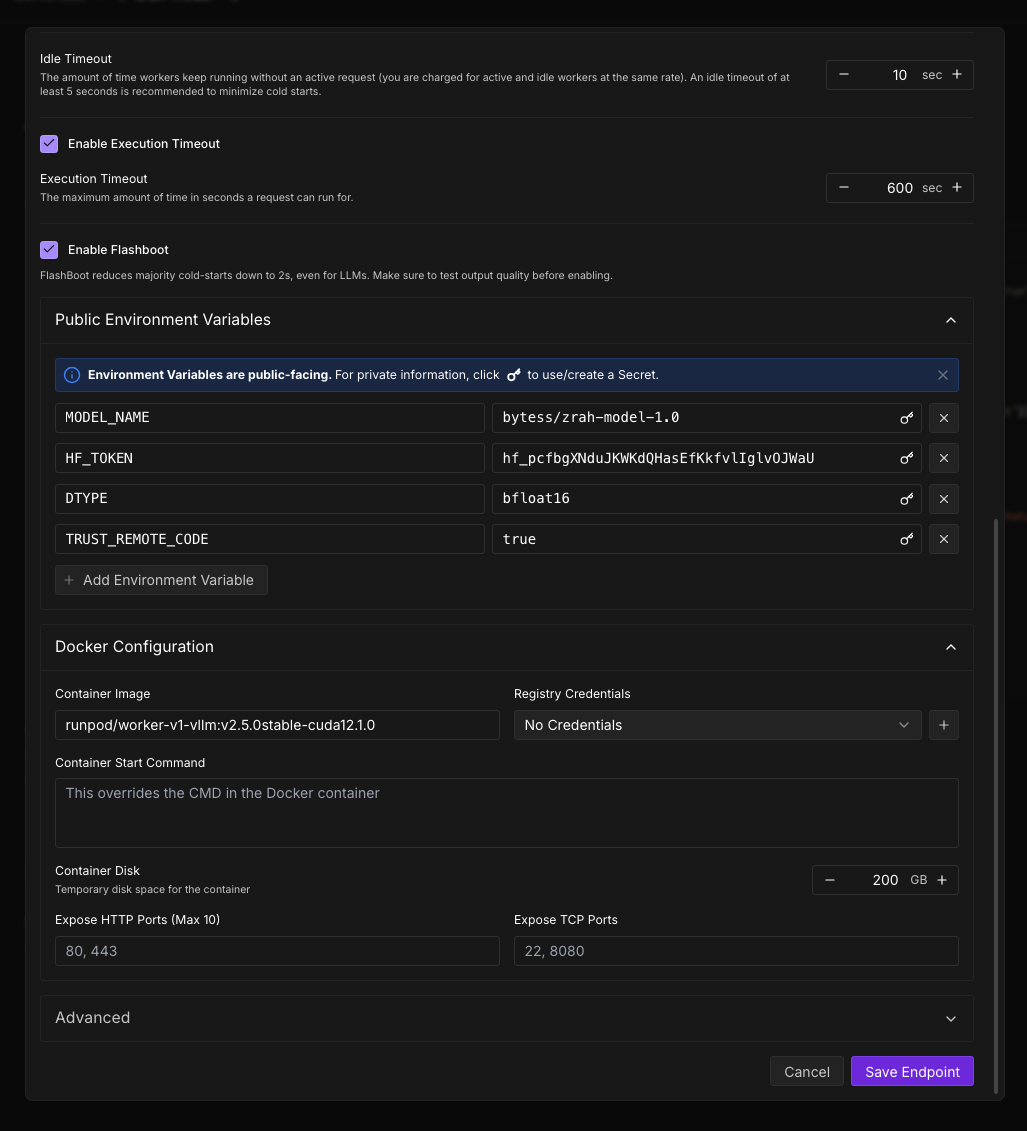 Idle Timeout
The amount of time workers keep running without an active request (you are charged for active and idle workers at the same rate). An idle timeout of at
least 5 seconds is recommended to minimize cold starts.
10 sec
Enable Execution Timeout
Execution Timeout
The maximum amount of time in seconds a request can run for.
600 sec
Enable Flashboot
FlashBoot reduces majority cold-starts down to 2s, even for LLMs. Make sure to test output quality before enabling.
Public Environment Variables
Environment Variables are public-facing. For private information, click to use/create a Secret.
MODEL_NAME
bytess/zrah-model-1.0
HF_TOKEN
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
DTYPE
bfloat16
TRUST_REMOTE_CODE
true
+ Add Environment Variable
Docker Configuration
Container Image
Registry Credentials
runpod/worker-v1-vllm:v2.5.0stable-cuda12.1.0
No Credentials
Container Start Command
This overrides the CMD in the Docker container
Container Disk
Temporary disk space for the container
200 GB
Expose HTTP Ports (Max 10)
Expose TCP Ports
80, 443
22, 8080
Advanced
Cancel
Save Endpoint